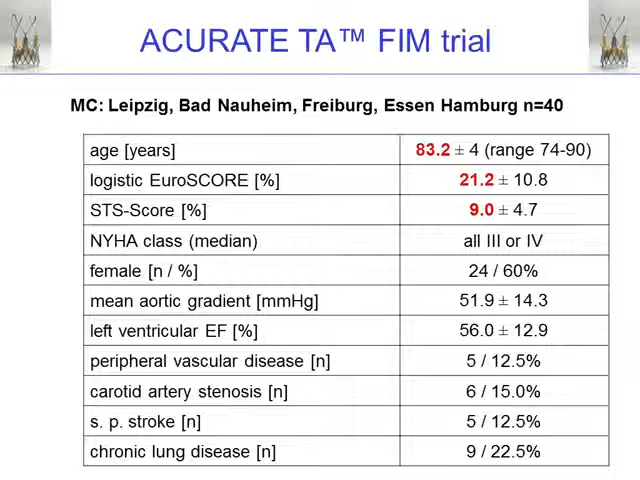 ACURATE TA™ FIM trial
MC: Leipzig, Bad Nauheim, Freiburg, Essen Hamburg n=40
age [years] 83.2 ± 4 (range 74-90)
logistic EuroSCORE [%] 21.2 ± 10.8
STS-Score [%] 9.0 ± 4.7
NYHA class (median) all III or IV
female [n / %] 24 / 60%
mean aortic gradient [mmHg] 51.9 ± 14.3
left ventricular EF [%] 56.0 ± 12.9
peripheral vascular disease [n] 5 / 12.5%
carotid artery stenosis [n] 6 / 15.0%
s. p. stroke [n] 5 / 12.5%
chronic lung disease [n] 9 / 22.5%